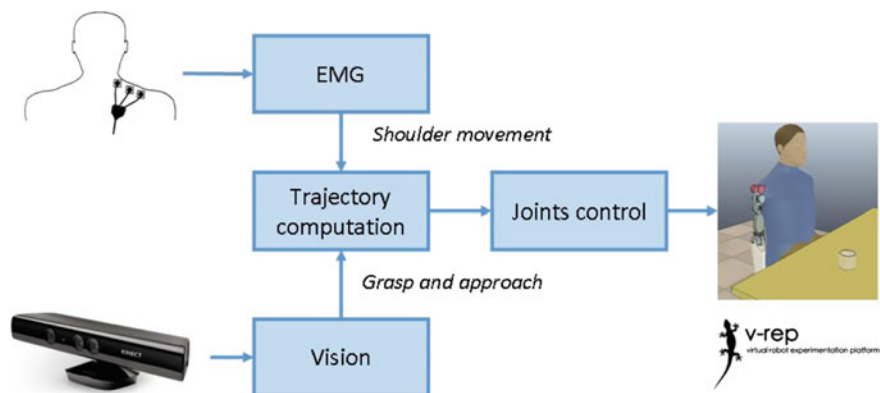 EMG
Shoulder movement
Trajectory
computation
Joints control
Grasp and approach
KINECT
Vision
v-rep
virtual robot experimentation platform